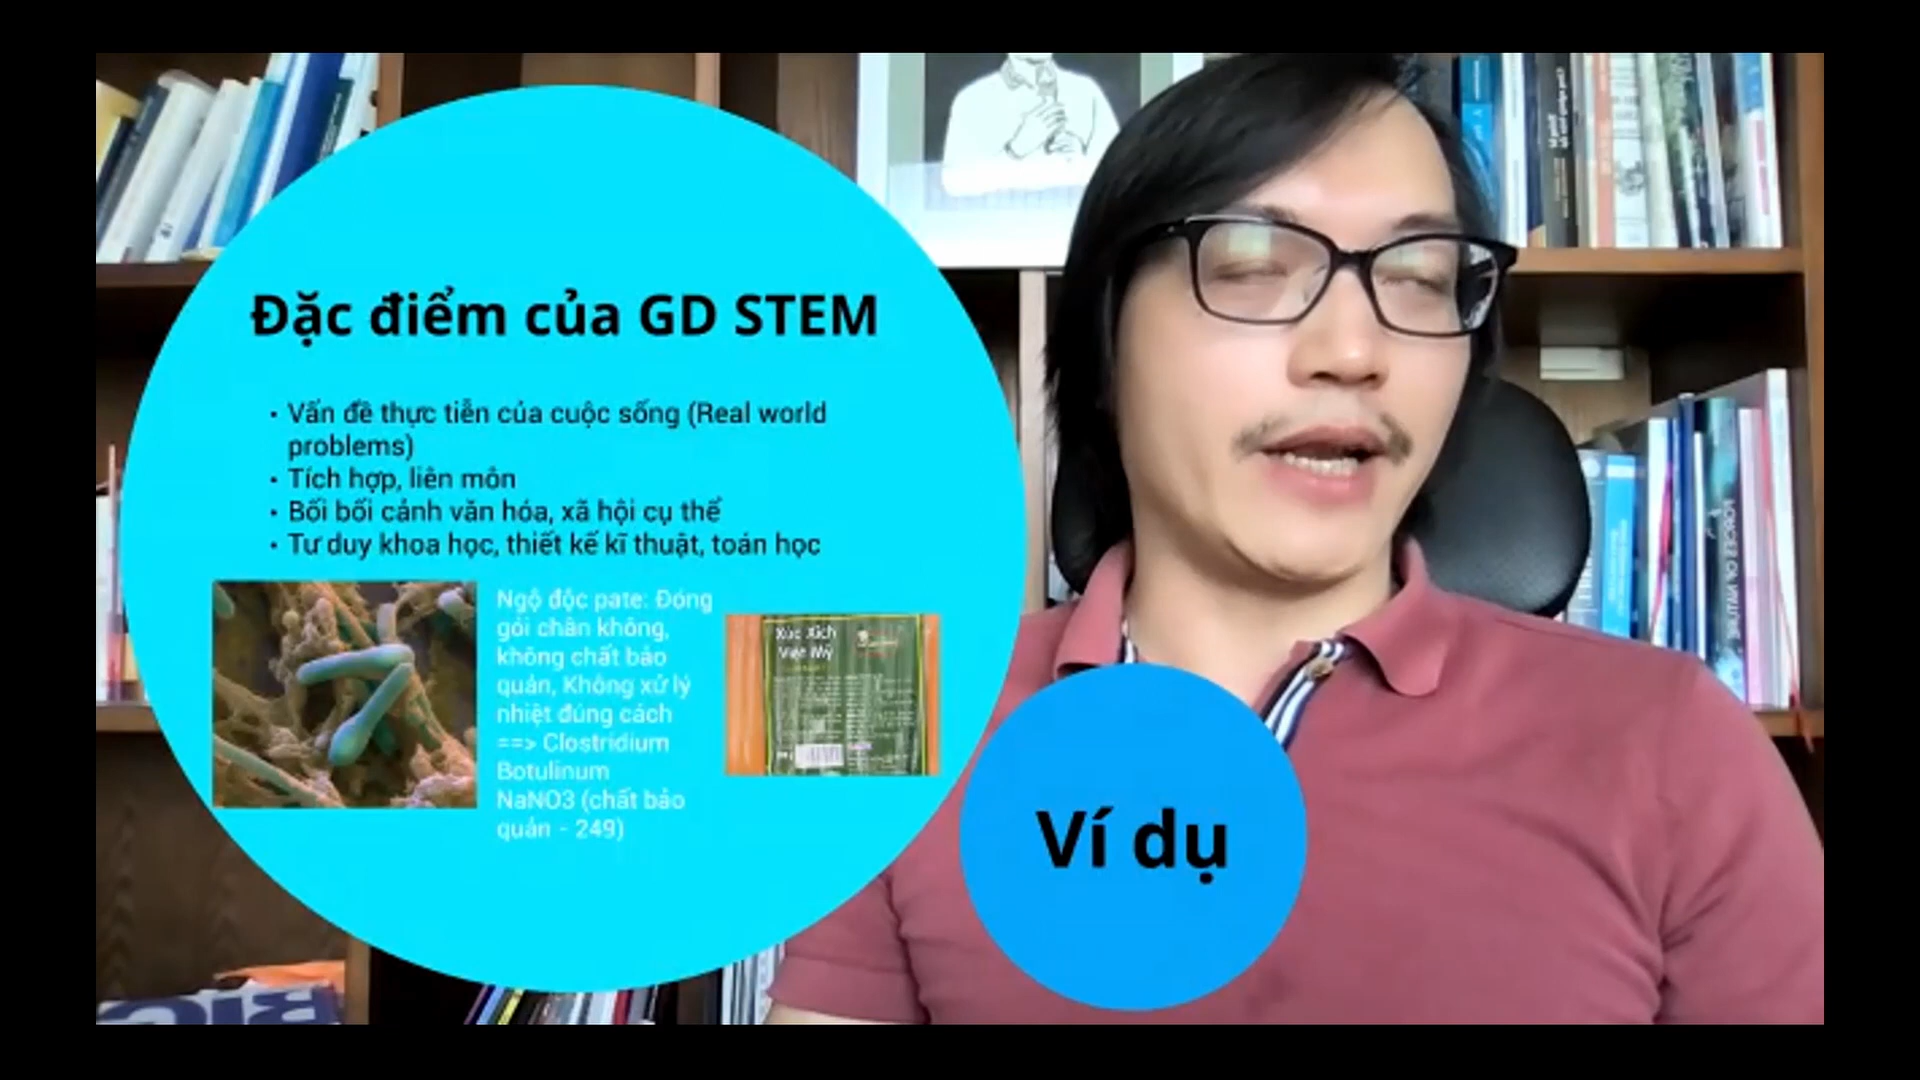 Đặc điểm của GD STEM
• Vấn đề thực tiễn của cuộc sống (Real world
problems)
• Tích hợp, liên môn
• Bối bối cảnh văn hóa, xã hội cụ thể
• Tư duy khoa học, thiết kế kĩ thuật, toán học
Ngộ độc pate: Đóng
gói chân không,
không chất bảo
quản, Không xử lý
nhiệt đúng cách
==> Clostridium
Botulinum
NaNO3 (chất bảo
quản - 249)
Xúc Xích
Việt Mỹ
Ví dụ